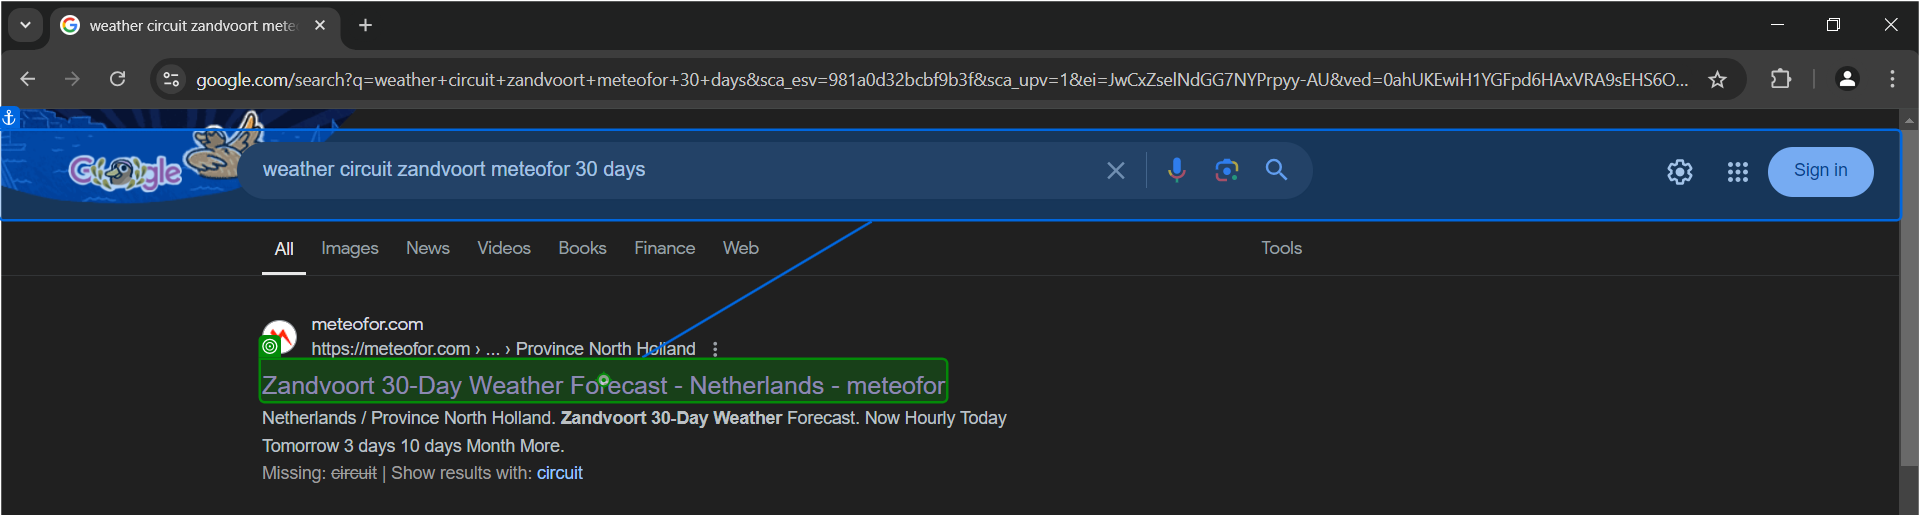 weather circuit zandvoort mete
google.com/search?q=weather+circuit+zandvoort+meteofor+30+days&sca_esv=981a0d32bcbf9b3f&sca_upv=1&ei=JwCxZselNdGG7NYPrpyy-AU&ved=0ahUKEwiH1YGFpd6HAxVRA9sEHS6O...
Google
weather circuit zandvoort meteofor 30 days
Sign in
All Images News Videos Books Finance Web Tools
meteofor.com
https://meteofor.com › ... › Province North Holland
Zandvoort 30-Day Weather Forecast - Netherlands - meteofor
Netherlands / Province North Holland. Zandvoort 30-Day Weather Forecast. Now Hourly Today
Tomorrow 3 days 10 days Month More.
Missing: circuit | Show results with: circuit